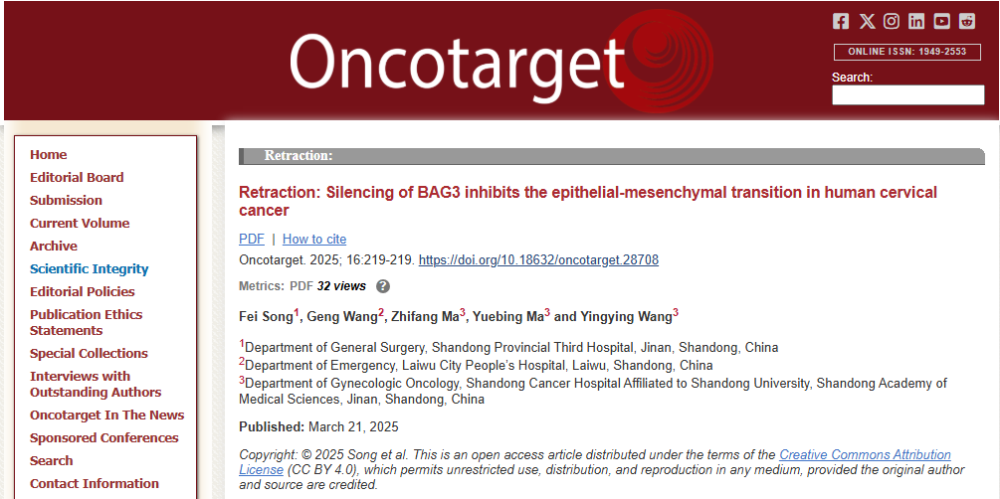 Oncotarget
ONLINE ISSN: 1949-2553
Search:
Home
Editorial Board
Submission
Current Volume
Archive
Scientific Integrity
Editorial Policies
Publication Ethics
Statements
Special Collections
Interviews with
Outstanding Authors
Oncotarget In The News
Sponsored Conferences
Search
Contact Information
Retraction:
Retraction: Silencing of BAG3 inhibits the epithelial-mesenchymal transition in human cervical
cancer
PDF | How to cite
Oncotarget. 2025; 16:219-219. https://doi.org/10.18632/oncotarget.28708
Metrics: PDF 32 views ?
Fei Song1, Geng Wang2, Zhifang Ma3, Yuebing Ma3 and Yingying Wang3
1Department of General Surgery, Shandong Provincial Third Hospital, Jinan, Shandong, China
2Department of Emergency, Laiwu City People's Hospital, Laiwu, Shandong, China
3Department of Gynecologic Oncology, Shandong Cancer Hospital Affiliated to Shandong University, Shandong Academy of
Medical Sciences, Jinan, Shandong, China
Published: March 21, 2025
Copyright: © 2025 Song et al. This is an open access article distributed under the terms of the Creative Commons Attribution
License (CC BY 4.0), which permits unrestricted use, distribution, and reproduction in any medium, provided the original author
and source are credited.